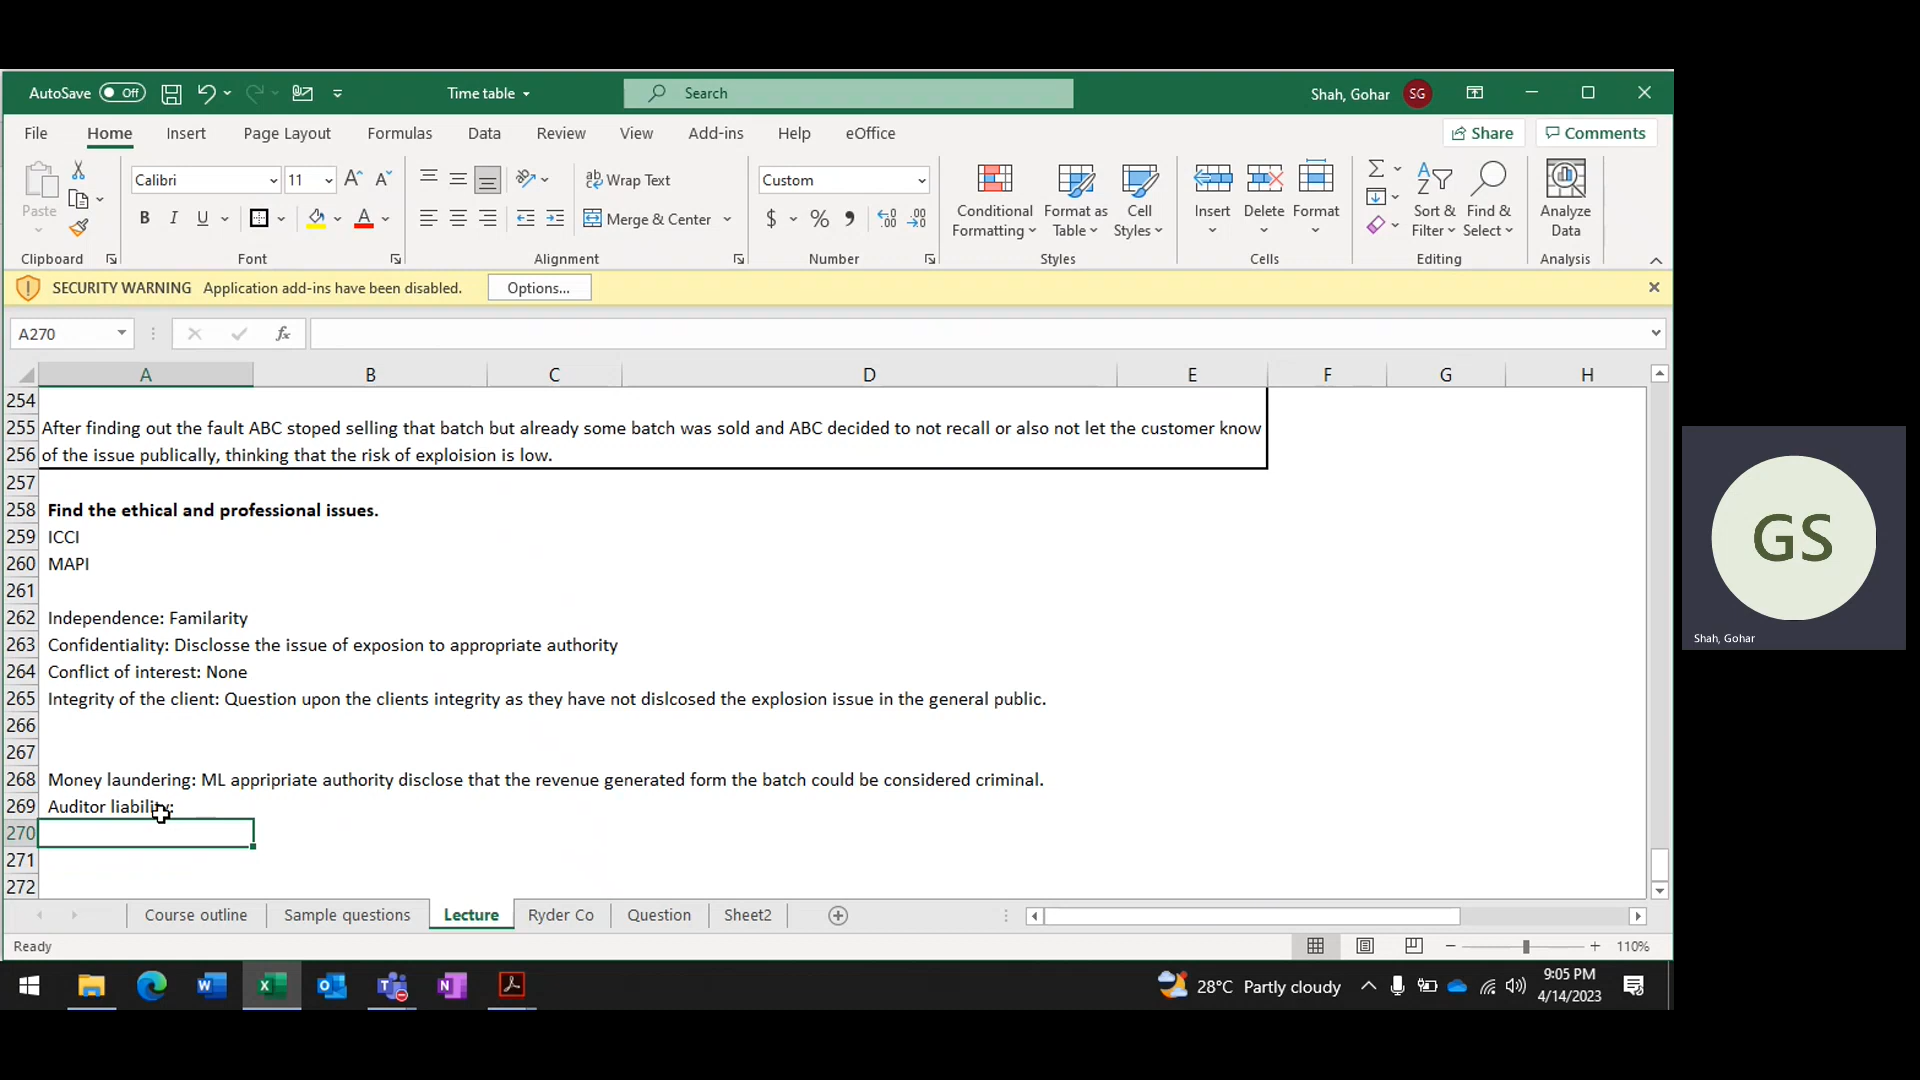 AutoSave Off Time table Search Shah, Gohar SG
File Home Insert Page Layout Formulas Data Review View Add-ins Help eOffice Share Comments
Calibri 11 Wrap Text Custom
Paste B I U Merge & Center $ % Conditional Formatting Format as Table Cell Styles Insert Delete Format Sort & Filter Find & Select Analyze Data
Clipboard Font Alignment Number Styles Cells Editing Analysis
SECURITY WARNING Application add-ins have been disabled. Options...
A270 fx
A B C D E F G H
254
255 After finding out the fault ABC stoped selling that batch but already some batch was sold and ABC decided to not recall or also not let the customer know
256 of the issue publically, thinking that the risk of exploision is low.
257
258 Find the ethical and professional issues.
259 ICCI
260 MAPI
261
262 Independence: Familarity
263 Confidentiality: Disclosse the issue of exposion to appropriate authority
264 Conflict of interest: None
265 Integrity of the client: Question upon the clients integrity as they have not dislcosed the explosion issue in the general public.
266
267
268 Money laundering: ML appripriate authority disclose that the revenue generated form the batch could be considered criminal.
269 Auditor liability:
270
271
272
Course outline Sample questions Lecture Ryder Co Question Sheet2
Ready 110%
28°C Partly cloudy 9:05 PM
4/14/2023
GS
Shah, Gohar